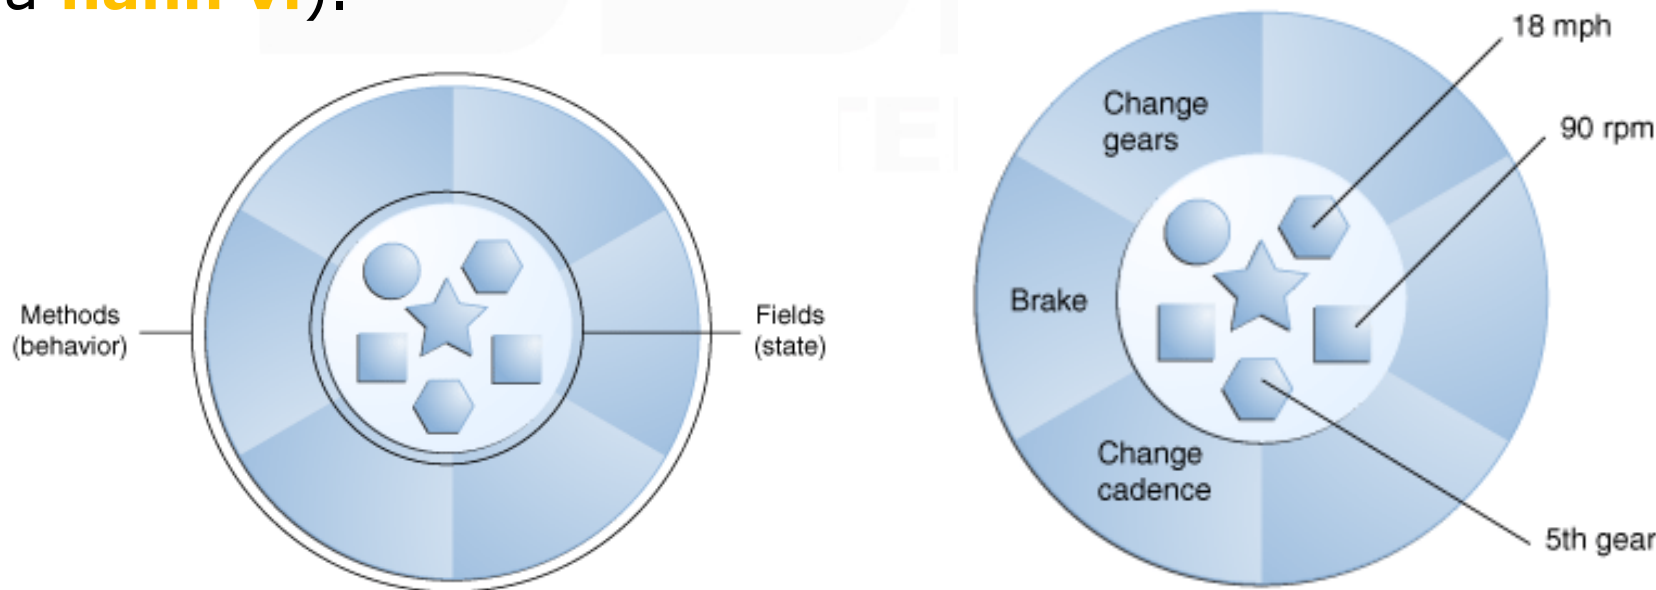 Methods
(behavior)
Fields
(state)
Change
gears
Brake
Change
cadence
18 mph
90 rpm
5th gear